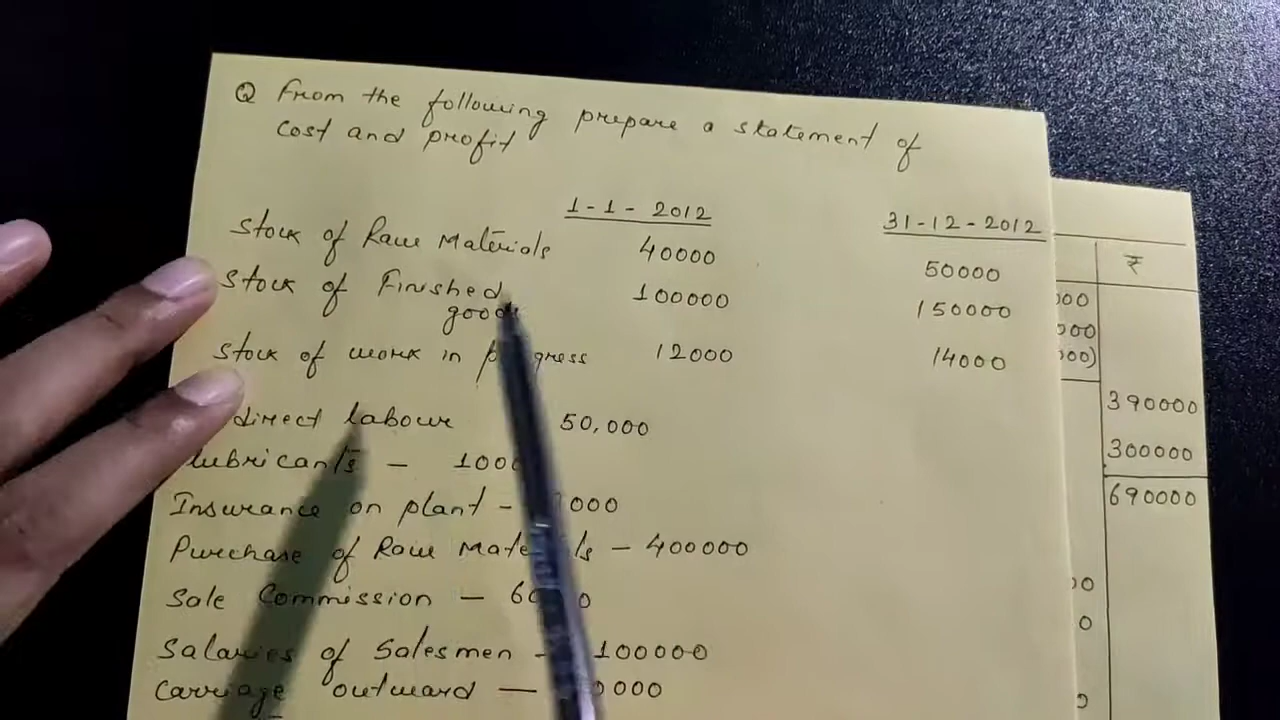 Q From the following prepare a statement of
cost and profit
1-1-2012 31-12-2012
Stock of Raw Materials 40000 50000
Stock of Finished 100000 150000
goods
Stock of work in 12000 14000
direct labour 50,000
Lubricants -
Insurance on plant -
Purchase of Raw - 400000
Sale Commission -
Salaries of Salesmen - 100000
Carriage outward —
₹
390000
300000
690000